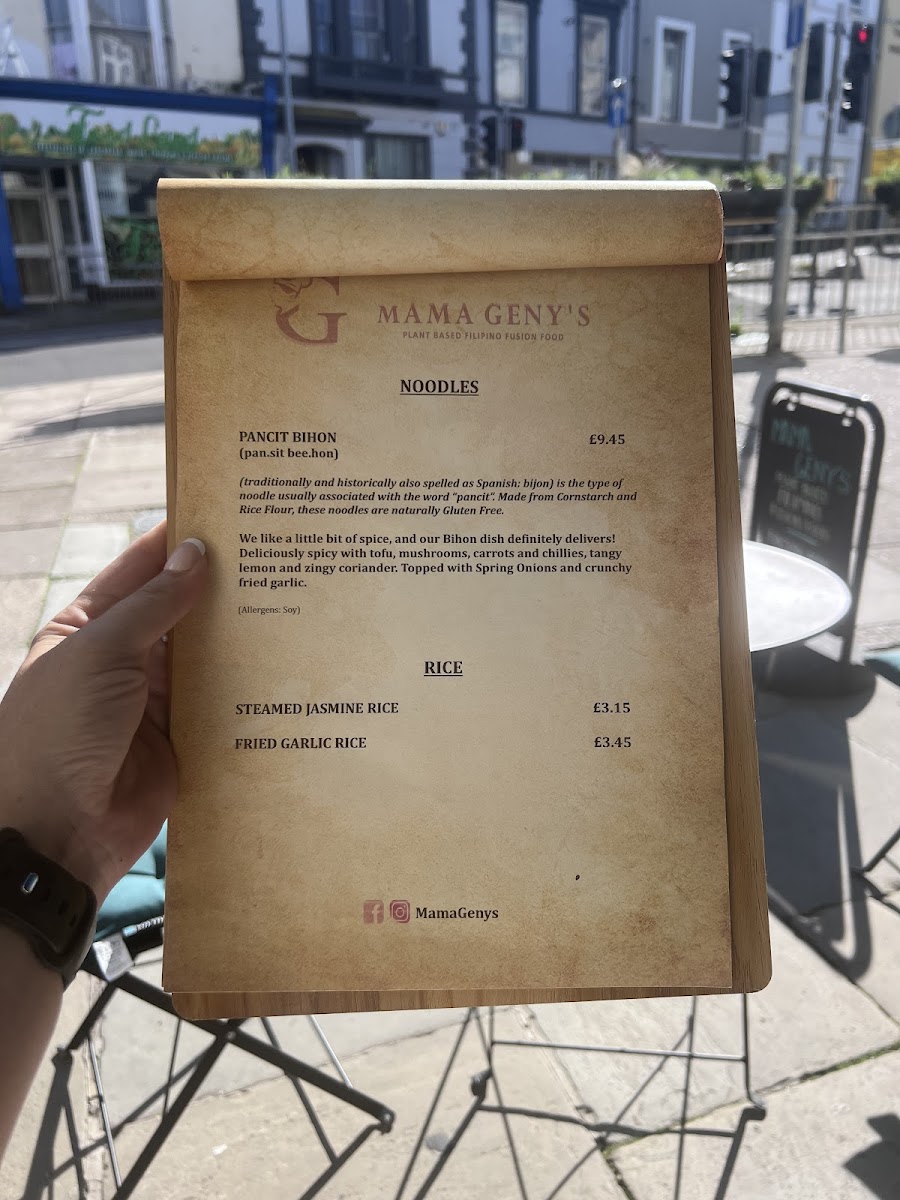 G
MAMA GENY'S
PLANT BASED FILIPINO FUSION FOOD
NOODLES
PANCIT BIHON £9.45
(pan.sit bee.hon)
(traditionally and historically also spelled as Spanish: bijon) is the type of
noodle usually associated with the word “pancit”. Made from Cornstarch and
Rice Flour, these noodles are naturally Gluten Free.
We like a little bit of spice, and our Bihon dish definitely delivers!
Deliciously spicy with tofu, mushrooms, carrots and chillies, tangy
lemon and zingy coriander. Topped with Spring Onions and crunchy
fried garlic.
(Allergens: Soy)
RICE
STEAMED JASMINE RICE £3.15
FRIED GARLIC RICE £3.45
MamaGenys
MAMA
GENY'S